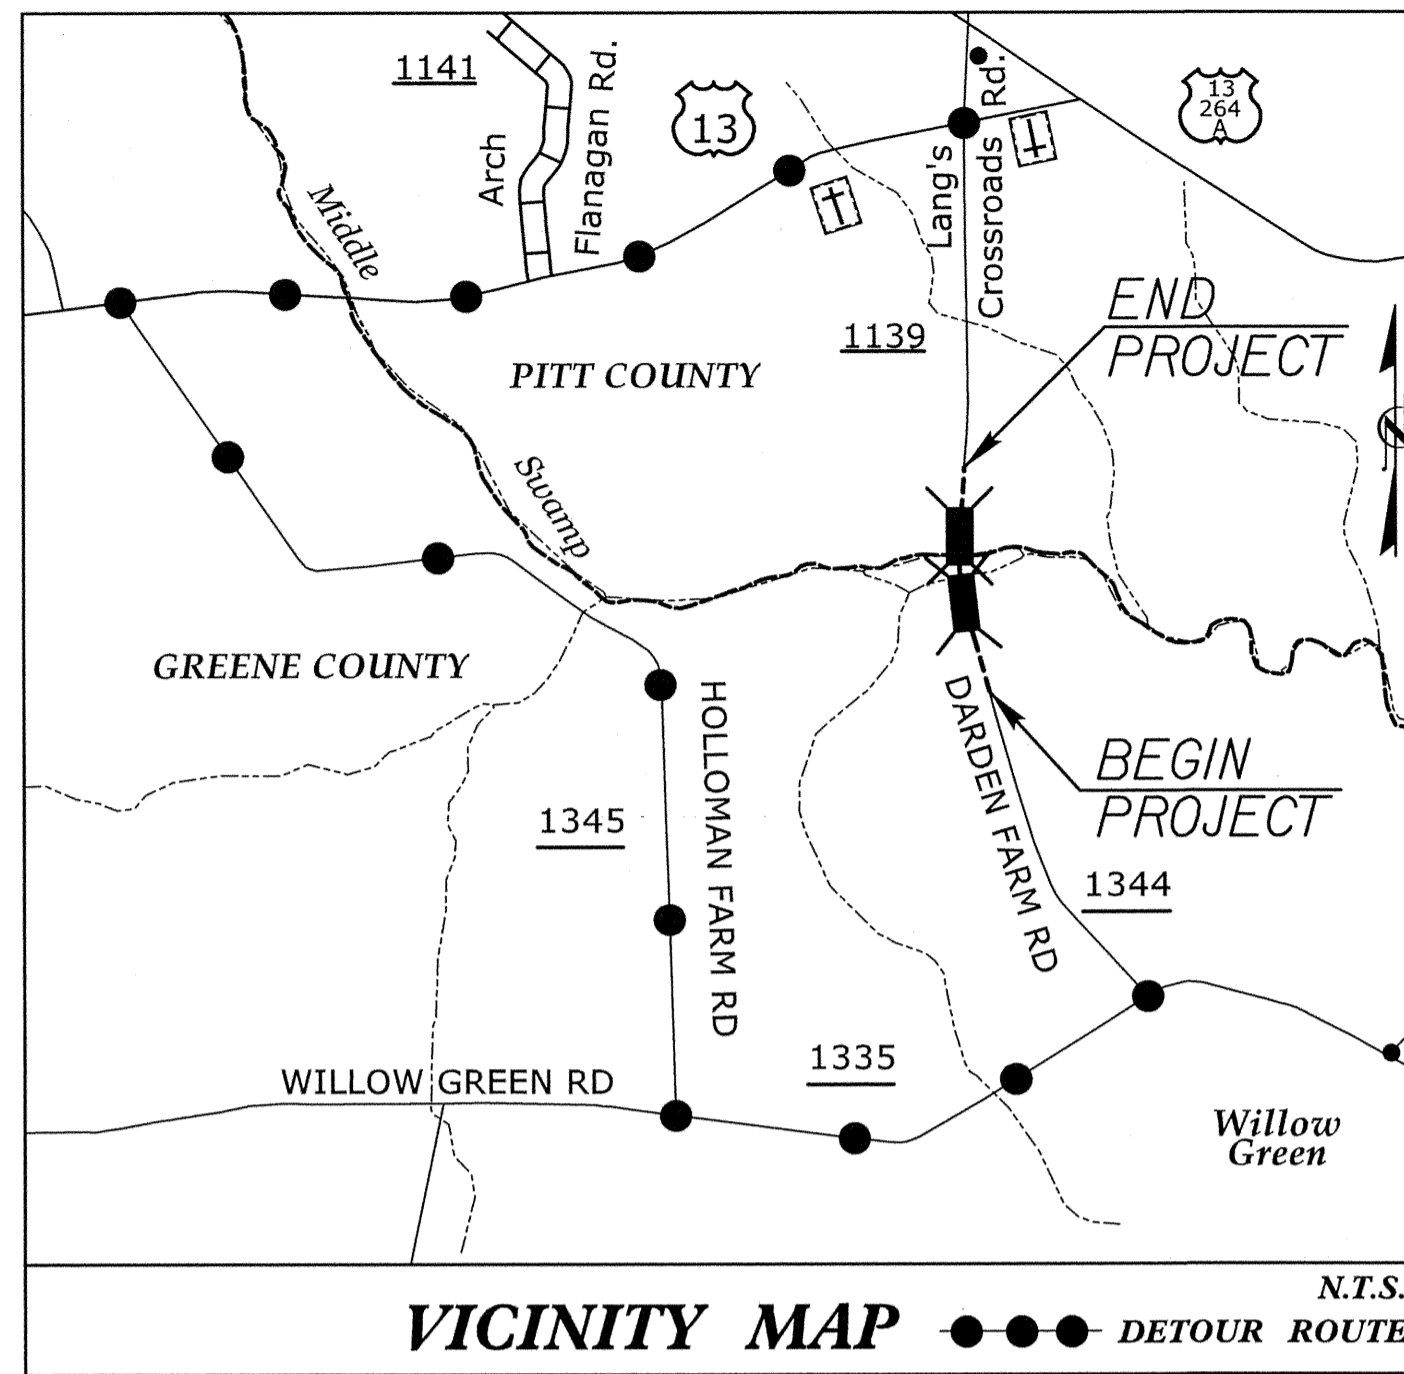 1141
Arch
Flanagan Rd.
13
13
264
A
Lang's
Crossroads Rd.
Middle
END
PROJECT
1139
PITT COUNTY
N
Swamp
GREENE COUNTY
HOLLOMAN FARM RD
DARDEN FARM RD
BEGIN
PROJECT
1345
1344
1335
WILLOW GREEN RD
Willow
Green
N.T.S.
VICINITY MAP
DETOUR ROUTE